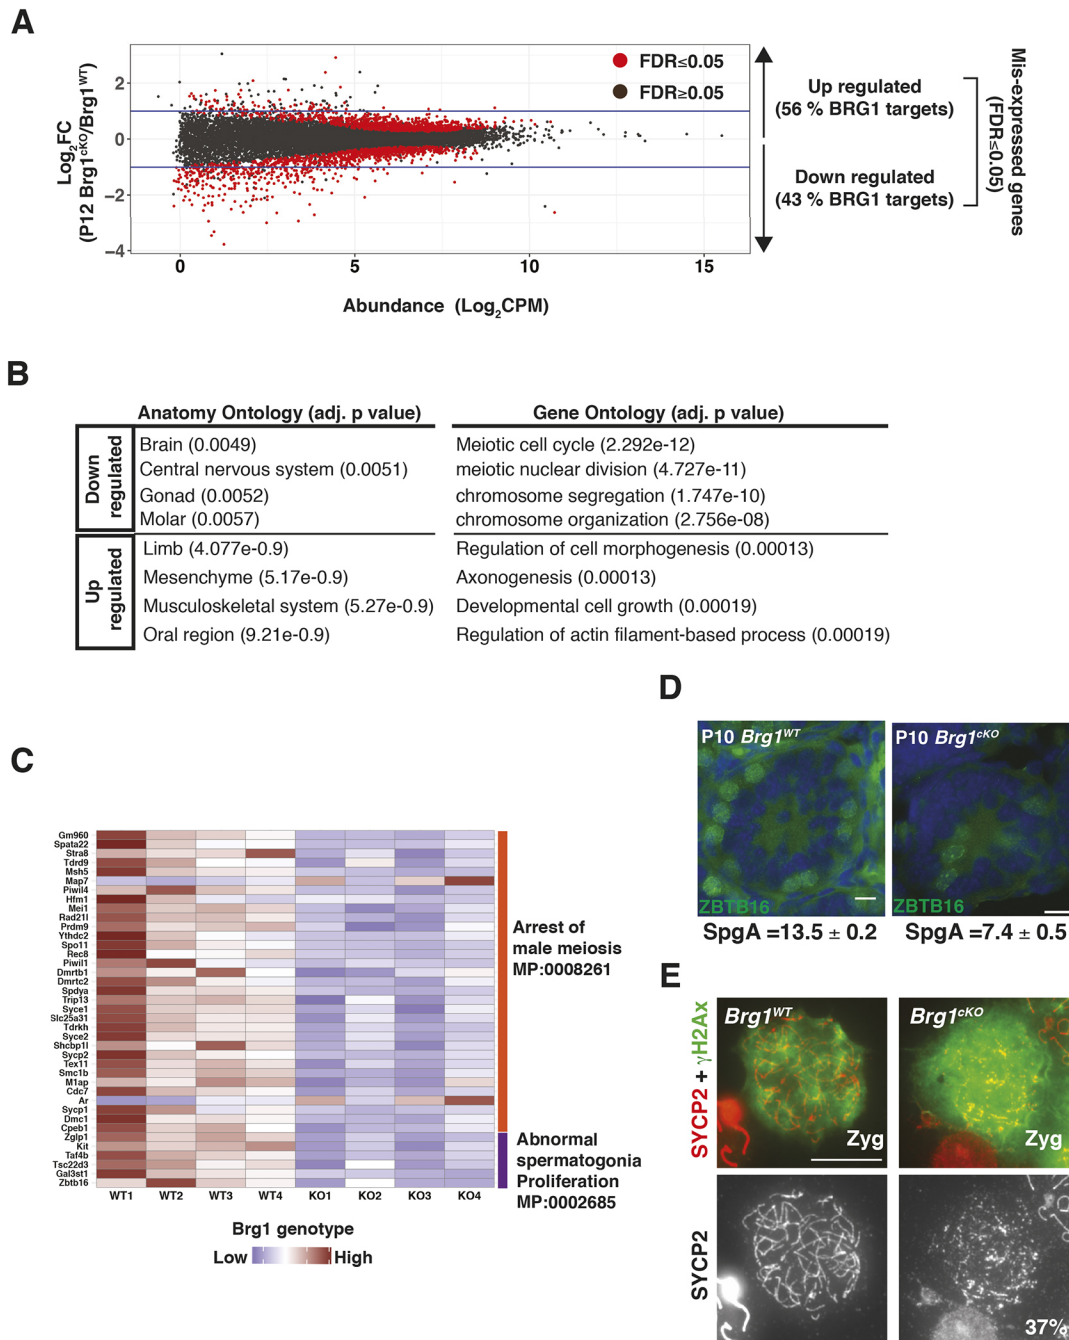 A
Log2FC
(P12 Brg1cKO/Brg1WT)
2
0
−2
−4
0
5
10
15
Abundance (Log2CPM)
FDR≤0.05
FDR≥0.05
Up regulated
(56 % BRG1 targets)
Down regulated
(43 % BRG1 targets)
Mis-expressed genes
(FDR≤0.05)
B
Anatomy Ontology (adj. p value)
Gene Ontology (adj. p value)
Down
regulated
Brain (0.0049)
Meiotic cell cycle (2.292e-12)
Central nervous system (0.0051)
meiotic nuclear division (4.727e-11)
Gonad (0.0052)
chromosome segregation (1.747e-10)
Molar (0.0057)
chromosome organization (2.756e-08)
Up
regulated
Limb (4.077e-0.9)
Regulation of cell morphogenesis (0.00013)
Mesenchyme (5.17e-0.9)
Axonogenesis (0.00013)
Musculoskeletal system (5.27e-0.9)
Developmental cell growth (0.00019)
Oral region (9.21e-0.9)
Regulation of actin filament-based process (0.00019)
C
Gm960
Spata22
Stra8
Tdrd9
Msh5
Map7
Piwil4
Hfm1
Mei1
Rad21l
Prdm9
Ythdc2
Spo11
Rec8
Piwil1
Dmrtb1
Dmrtc2
Spdya
Trip13
Syce1
Slc25a31
Tdrkh
Syce2
Shcbp1l
Sycp2
Tex11
Smc1b
M1ap
Cdc7
Ar
Sycp1
Dmc1
Cpeb1
Zglp1
Kit
Taf4b
Tsc22d3
Gal3st1
Zbtb16
WT1
WT2
WT3
WT4
KO1
KO2
KO3
KO4
Arrest of
male meiosis
MP:0008261
Abnormal
spermatogonia
Proliferation
MP:0002685
Brg1 genotype
Low
High
D
P10 Brg1WT
ZBTB16
SpgA =13.5 ± 0.2
P10 Brg1cKO
ZBTB16
SpgA =7.4 ± 0.5
E
SYCP2 + γH2Ax
Brg1WT
Zyg
Brg1cKO
Zyg
SYCP2
37%